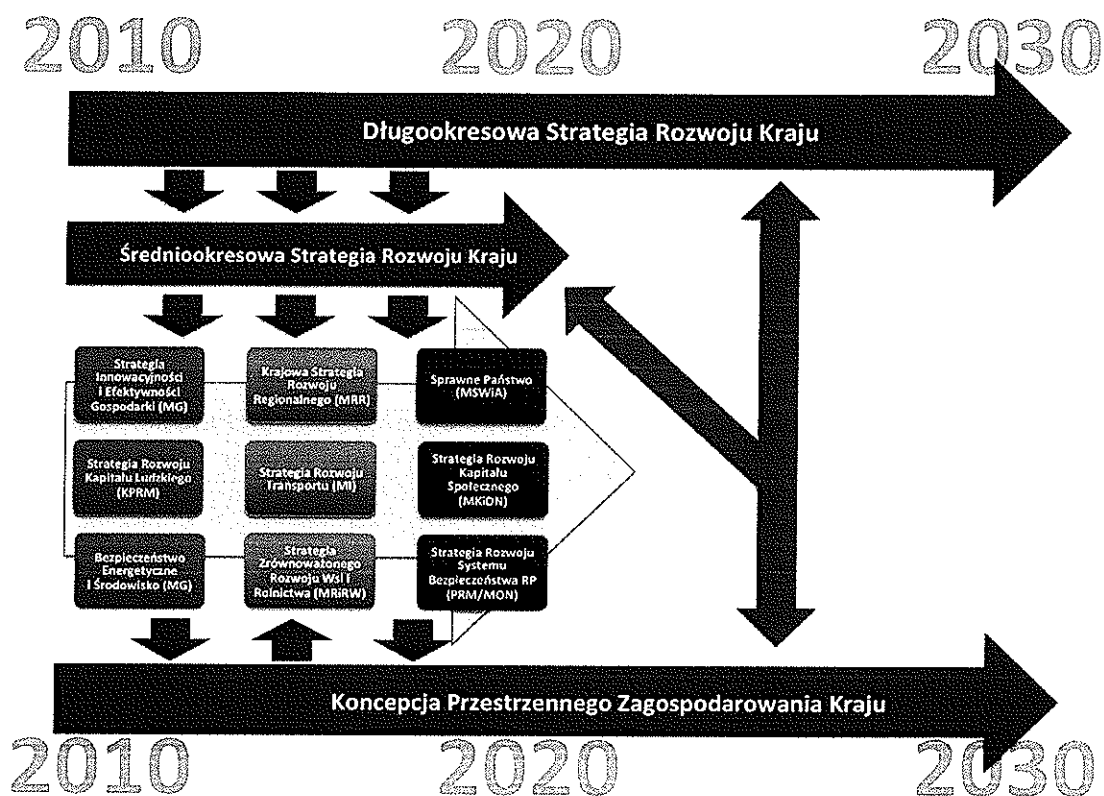 2010 2020 2030
Długookresowa Strategia Rozwoju Kraju
Średniookresowa Strategia Rozwoju Kraju
Strategia
Innowacyjności
i Efektywności
Gospodarki (MG)
Krajowa Strategia
Rozwoju
Regionalnego (MRR)
Sprawne Państwo
(MSWiA)
Strategia Rozwoju
Kapitału Ludzkiego
(KPRM)
Strategia Rozwoju
Transportu (MI)
Strategia Rozwoju
Kapitału
Społecznego
(MKiDN)
Bezpieczeństwo
Energetyczne
i Środowisko (MG)
Strategia
Zrównoważonego
Rozwoju Wsi i
Rolnictwa (MRiRW)
Strategia Rozwoju
Systemu
Bezpieczeństwa RP
(PRM/MON)
Koncepcja Przestrzennego Zagospodarowania Kraju
2010 2020 2030